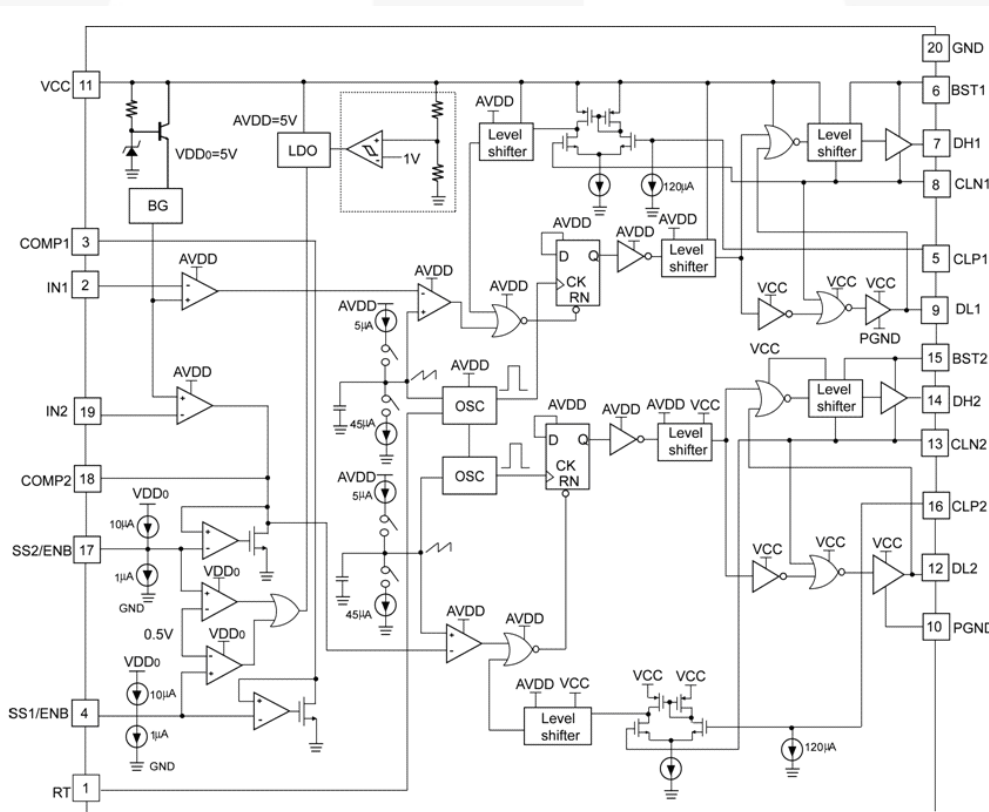 20 GND
VCC 11
6 BST1
AVDD
AVDD=5V
VDD0=5V
LDO
1V
Level shifter
120µA
Level shifter
7 DH1
8 CLN1
BG
COMP1 3
AVDD
AVDD
AVDD
D Q
CK
RN
Level shifter
5 CLP1
IN1 2
AVDD
AVDD
AVDD
5µA
AVDD
VCC
VCC
VCC
9 DL1
PGND
15 BST2
AVDD
AVDD
OSC
VCC
IN2 19
45µA
AVDD
D Q
CK
RN
AVDD
AVDD VCC
Level shifter
Level shifter
14 DH2
13 CLN2
COMP2 18
OSC
AVDD
5µA
VDD0
10µA
SS2/ENB 17
1µA
GND
16 CLP2
VDD0
VCC
VCC
VCC
12 DL2
45µA
0.5V
VDD0
AVDD
AVDD
10 PGND
VDD0
10µA
SS1/ENB 4
1µA
GND
AVDD VCC
Level shifter
VCC VCC
120µA
RT 1